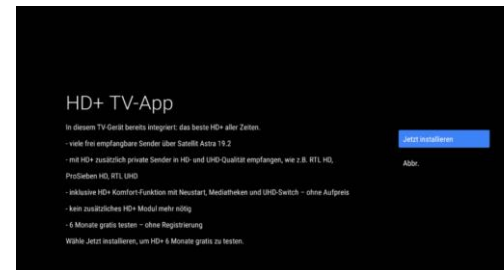 HD+ TV-App
In diesem TV-Gerät bereits integriert: das beste HD+ aller Zeiten.
- viele frei empfangbare Sender über Satellit Astra 19.2
- mit HD+ zusätzlich private Sender in HD- und UHD-Qualität empfangen, wie z.B. RTL HD,
ProSieben HD, RTL UHD
- inklusive HD+ Komfort-Funktion mit Neustart, Mediatheken und UHD-Switch – ohne Aufpreis
- kein zusätzliches HD+ Modul mehr nötig
- 6 Monate gratis testen – ohne Registrierung
Wähle Jetzt installieren, um HD+ 6 Monate gratis zu testen.
Jetzt installieren
Abbr.